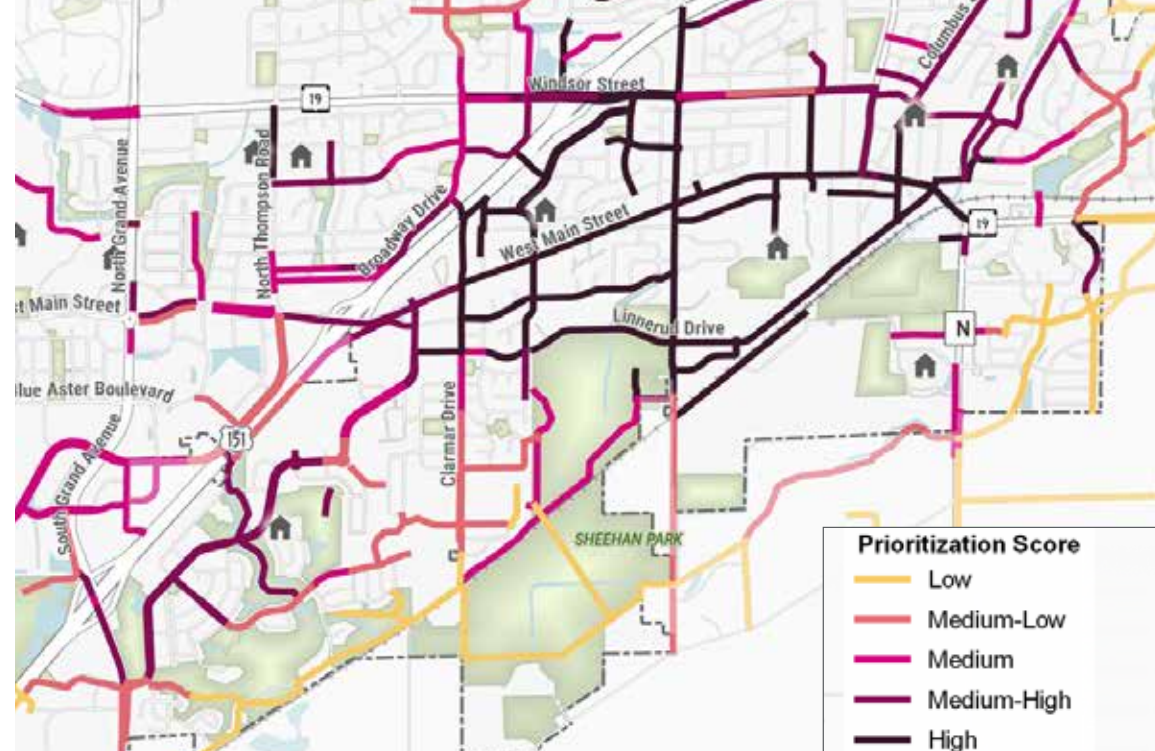 Columbus S
Windsor Street
19
North Grand Avenue
North Thompson Road
Broadway Drive
West Main Street
19
st Main Street
Linnerud Drive
N
lue Aster Boulevard
Clarmar Drive
151
South Grand Avenue
SHEEHAN PARK
Prioritization Score
Low
Medium-Low
Medium
Medium-High
High